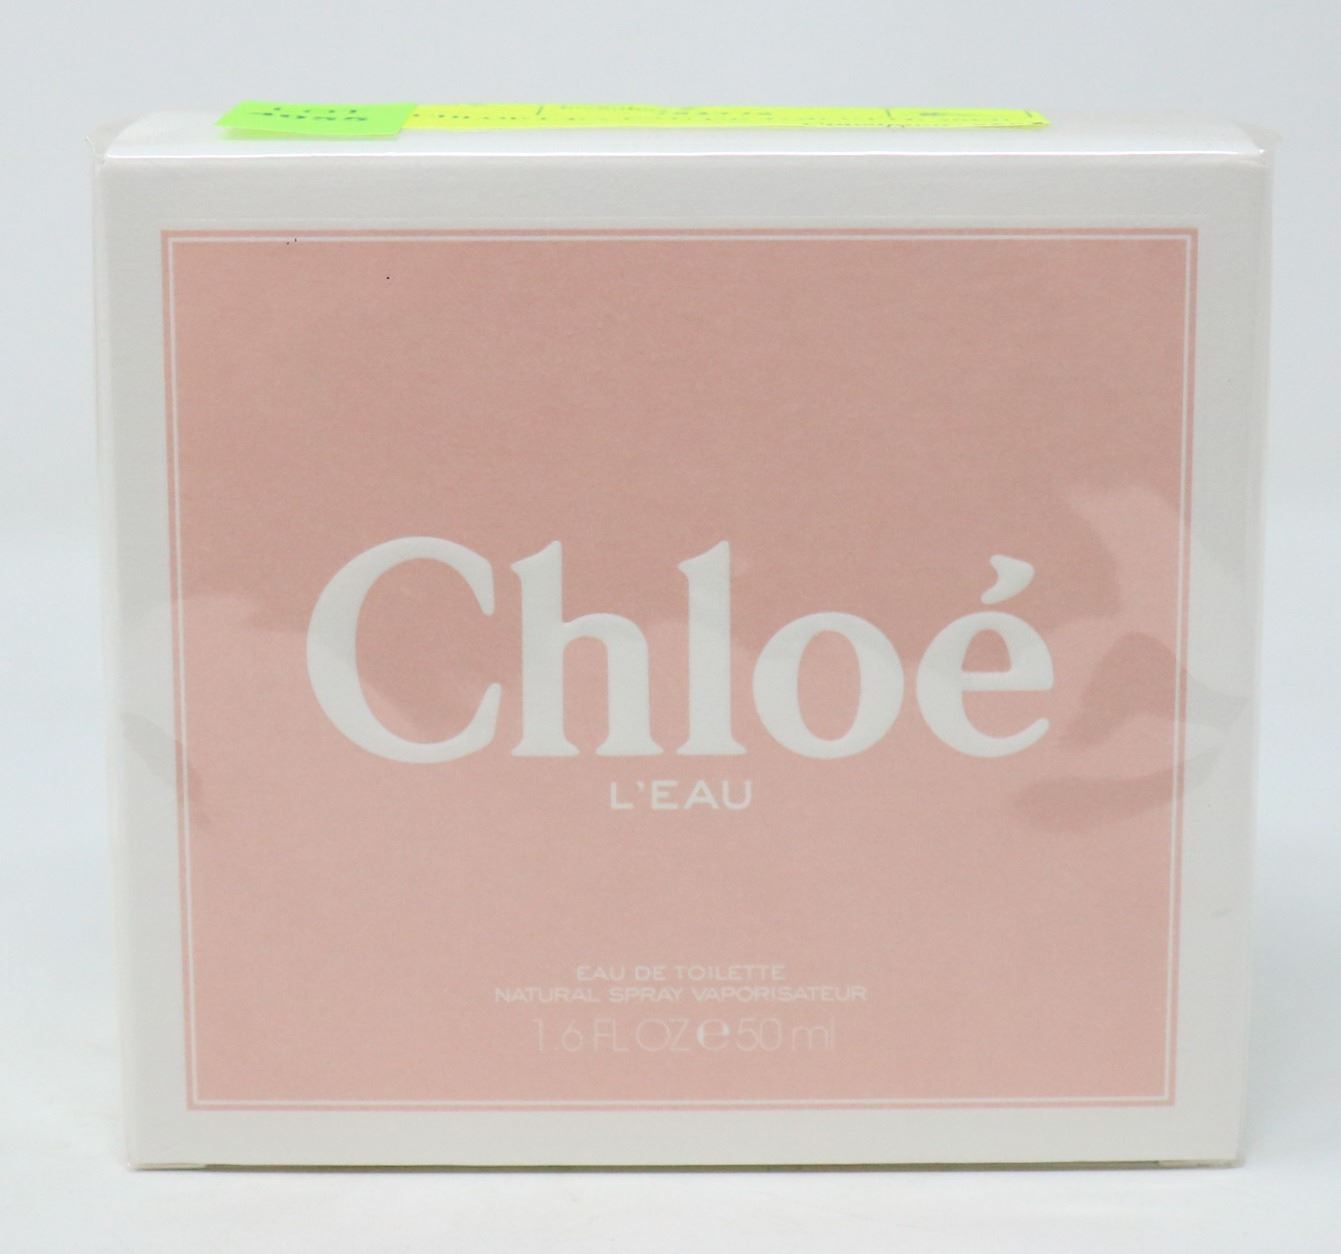 Chloé
L'EAU
EAU DE TOILETTE
NATURAL SPRAY VAPORISATEUR
1.6 FL OZ e 50 ml